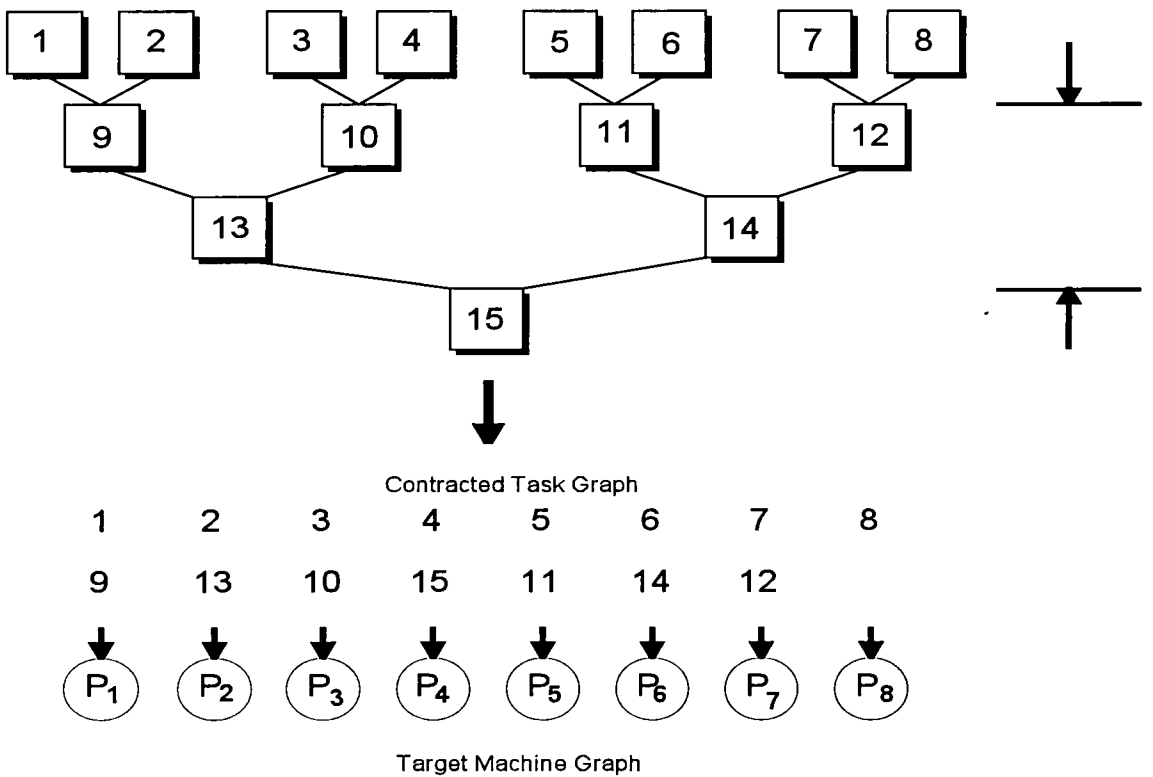 1 2 3 4 5 6 7 8
9 10 11 12
13 14
15
Contracted Task Graph
1 2 3 4 5 6 7 8
9 13 10 15 11 14 12
P1 P2 P3 P4 P5 P6 P7 P8
Target Machine Graph